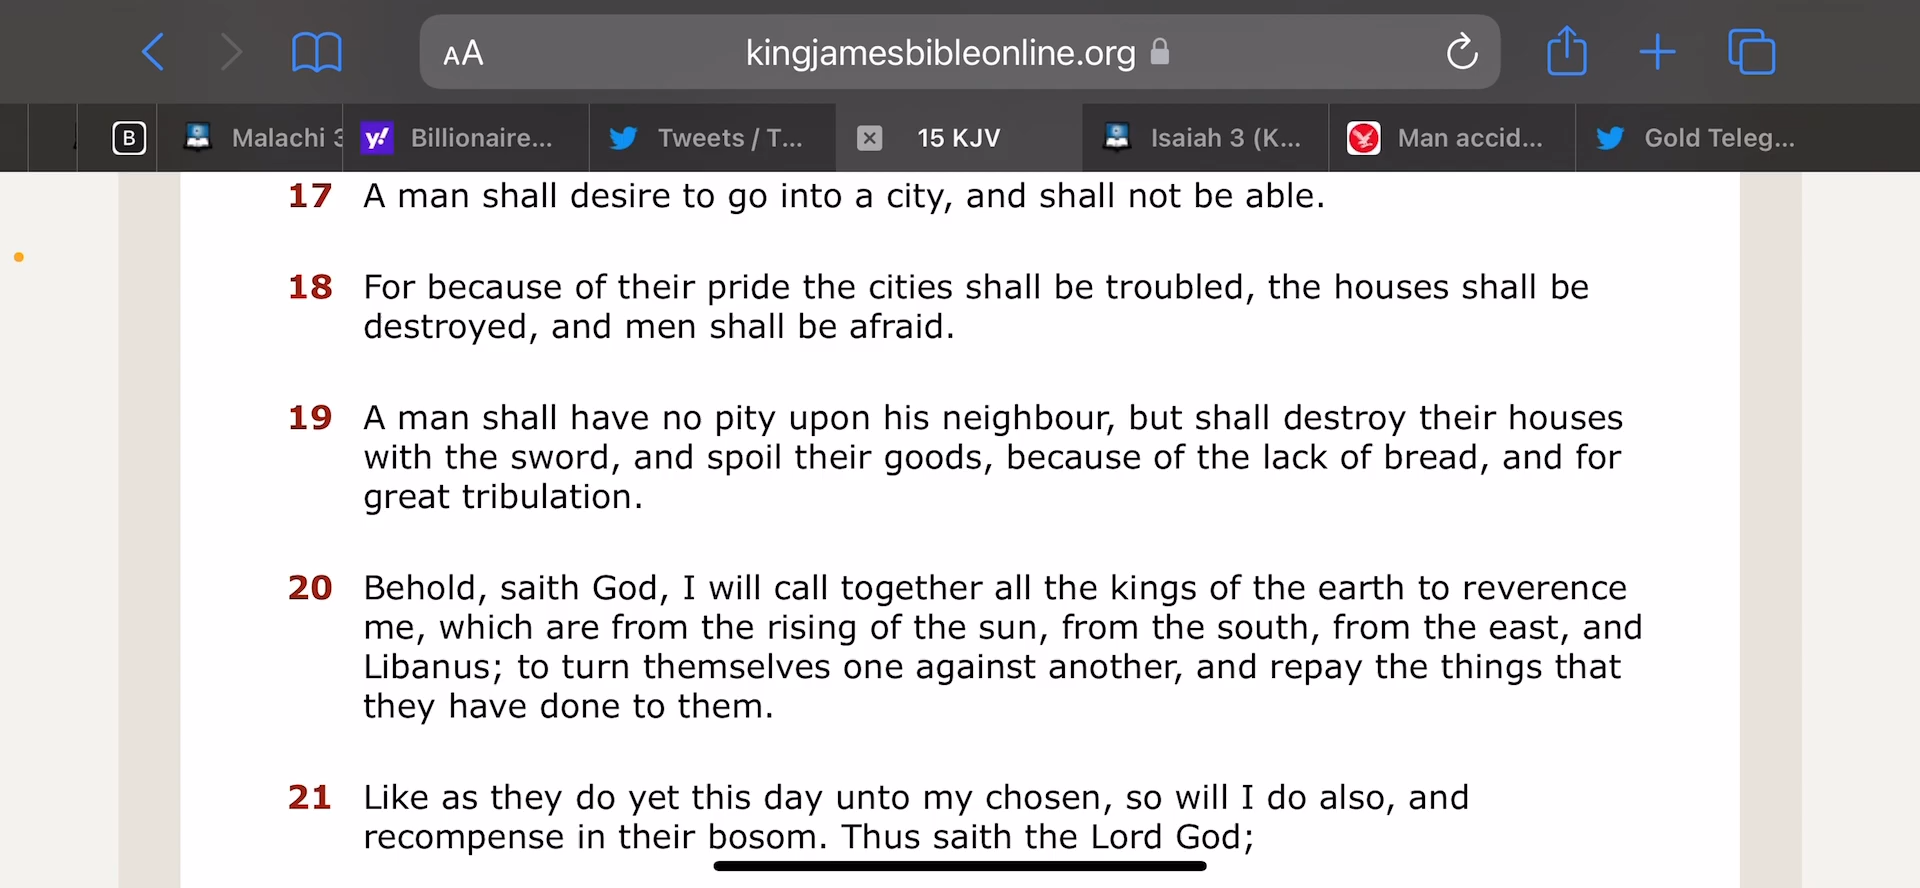 AA kingjamesbibleonline.org
B Malachi 3 y! Billionaire... Tweets / T... 15 KJV Isaiah 3 (K... Man accid... Gold Teleg...
17 A man shall desire to go into a city, and shall not be able.
18 For because of their pride the cities shall be troubled, the houses shall be
destroyed, and men shall be afraid.
19 A man shall have no pity upon his neighbour, but shall destroy their houses
with the sword, and spoil their goods, because of the lack of bread, and for
great tribulation.
20 Behold, saith God, I will call together all the kings of the earth to reverence
me, which are from the rising of the sun, from the south, from the east, and
Libanus; to turn themselves one against another, and repay the things that
they have done to them.
21 Like as they do yet this day unto my chosen, so will I do also, and
recompense in their bosom. Thus saith the Lord God;